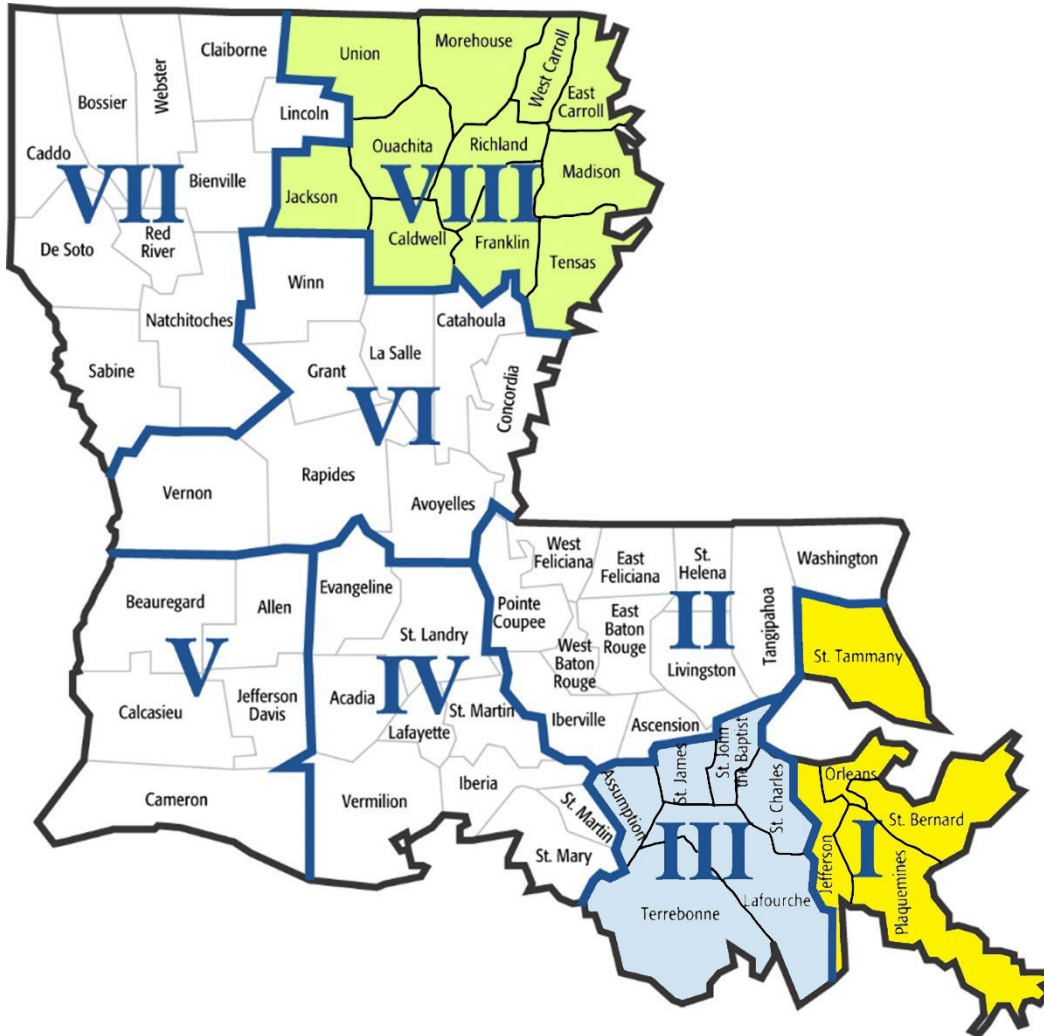 Claiborne
Union
Morehouse
West Carroll
East
Carroll
Webster
Bossier
Lincoln
Caddo
Ouachita
Richland
Madison
VII
VIII
Bienville
Jackson
De Soto
Red
River
Caldwell
Franklin
Tensas
Winn
Natchitoches
Catahoula
La Salle
Sabine
Grant
Concordia
VI
Vernon
Rapides
Avoyelles
West
Feliciana
East
Feliciana
St.
Helena
Washington
Tangipahoa
Evangeline
Beauregard
Allen
Pointe
Coupee
East
Baton
Rouge
II
St. Landry
West
Baton
Rouge
Livingston
St. Tammany
V
IV
Calcasieu
Jefferson
Davis
Acadia
St. Martin
Lafayette
Iberville
Ascension
Cameron
Vermilion
Iberia
St. Martin
St. Mary
Assumption
St. James
St. John
the Baptist
St. Charles
Orleans
St. Bernard
III
I
Jefferson
Plaquemines
Terrebonne
Lafourche